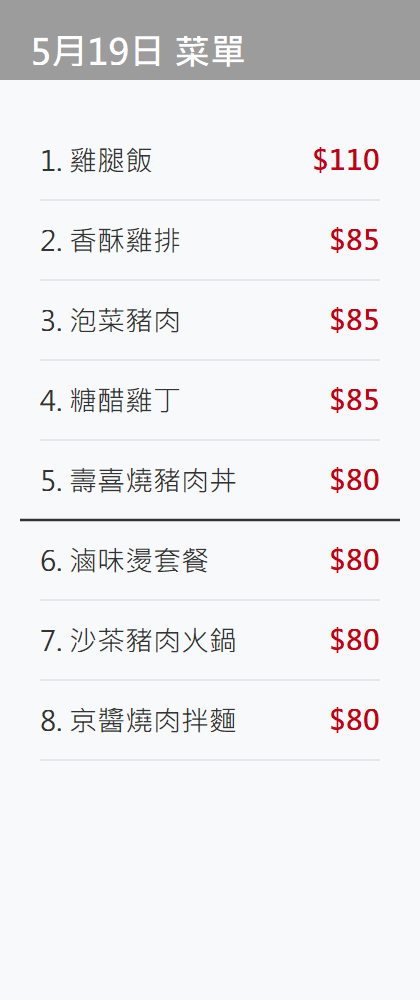 5月19日 菜單
1. 雞腿飯 $110
2. 香酥雞排 $85
3. 泡菜豬肉 $85
4. 糖醋雞丁 $85
5. 壽喜燒豬肉丼 $80
6. 滷味燙套餐 $80
7. 沙茶豬肉火鍋 $80
8. 京醬燒肉拌麵 $80